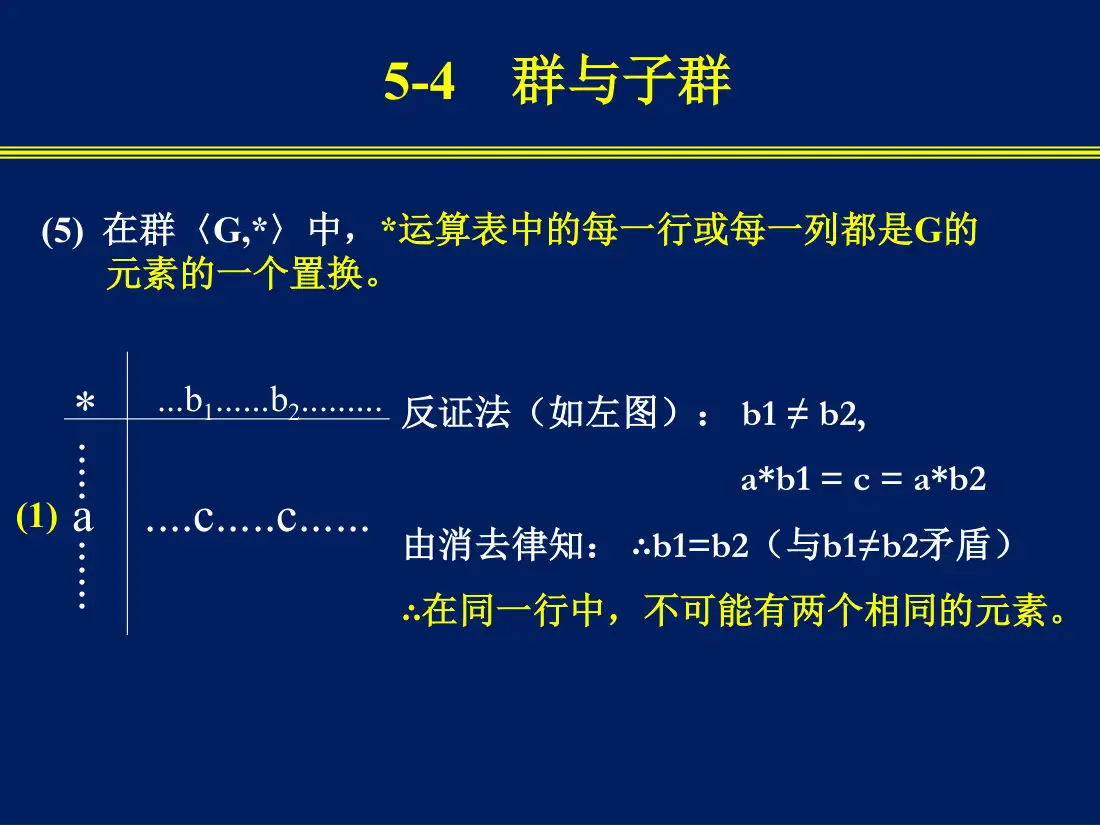 5-4 群与子群
(5) 在群〈G,*〉中，*运算表中的每一行或每一列都是G的
元素的一个置换。
* ...b₁......b₂.........
反证法（如左图）： b1 ≠ b2,
a*b1 = c = a*b2
(1) a ....c.....c......
由消去律知： ∴b1=b2（与b1≠b2矛盾）
∴在同一行中，不可能有两个相同的元素。